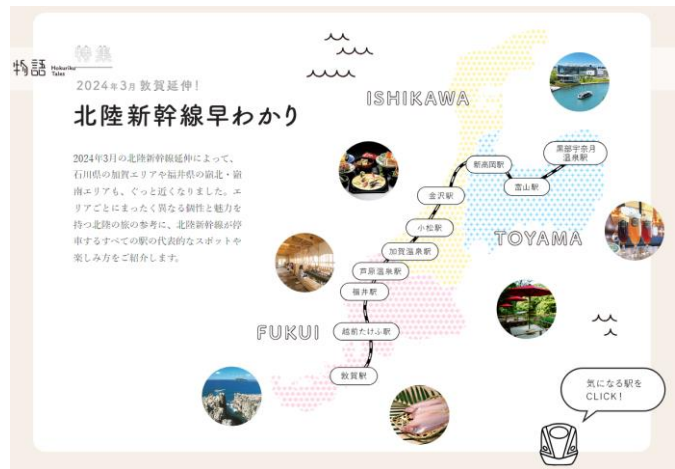 特集
物語 Hokuriku
Tales
2024年3月 敦賀延伸!
北陸新幹線早わかり
2024年3月の北陸新幹線延伸によって、
石川県の加賀エリアや福井県の嶺北・嶺
南エリアも、ぐっと近くなりました。エ
リアごとにまったく異なる個性と魅力を
持つ北陸の旅の参考に、北陸新幹線が停
車するすべての駅の代表的なスポットや
楽しみ方をご紹介します。
ISHIKAWA
黒部宇奈月
温泉駅
新高岡駅
富山駅
金沢駅
小松駅
TOYAMA
加賀温泉駅
芦原温泉駅
福井駅
FUKUI
越前たけふ駅
敦賀駅
気になる駅を
CLICK!